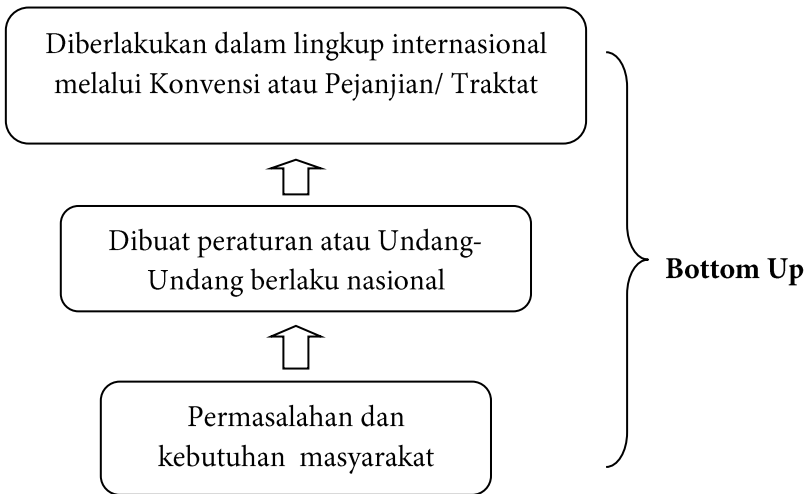 Diberlakukan dalam lingkup internasional
melalui Konvensi atau Pejanjian/ Traktat
Dibuat peraturan atau Undang-
Undang berlaku nasional
Bottom Up
Permasalahan dan
kebutuhan masyarakat